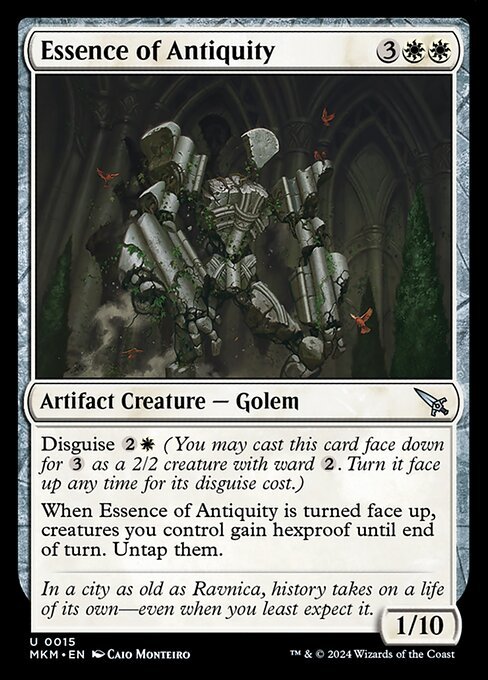 Essence of Antiquity 3
Artifact Creature — Golem
Disguise 2 (You may cast this card face down
for 3 as a 2/2 creature with ward 2. Turn it face
up any time for its disguise cost.)
When Essence of Antiquity is turned face up,
creatures you control gain hexproof until end
of turn. Untap them.
In a city as old as Ravnica, history takes on a life
of its own—even when you least expect it.
1/10
U 0015
MKM • EN Caio Monteiro
™ & © 2024 Wizards of the Coast